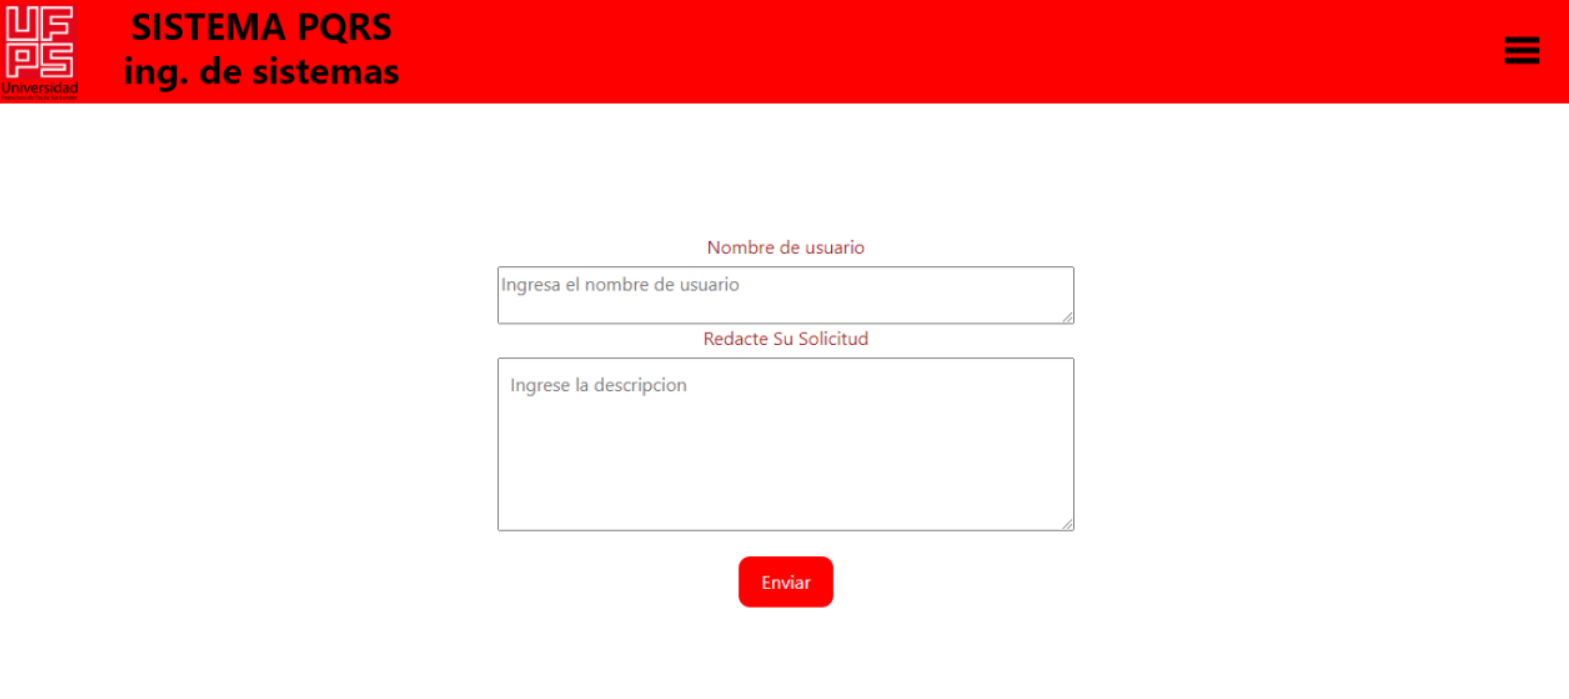 UFPS
Universidad
SISTEMA PQRS
ing. de sistemas
Nombre de usuario
Ingresa el nombre de usuario
Redacte Su Solicitud
Ingrese la descripcion
Enviar